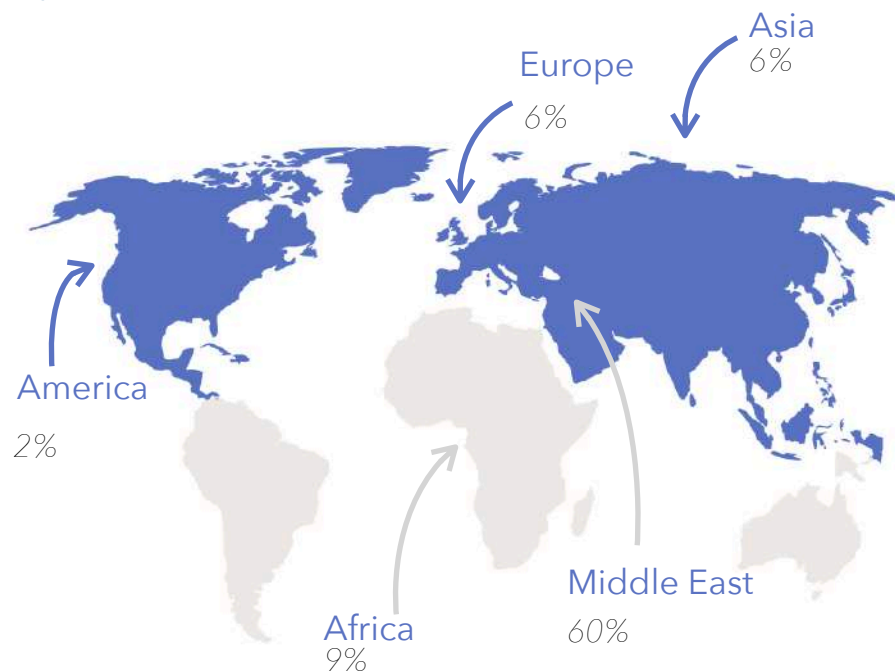 Asia
6%
Europe
6%
America
2%
Middle East
60%
Africa
9%